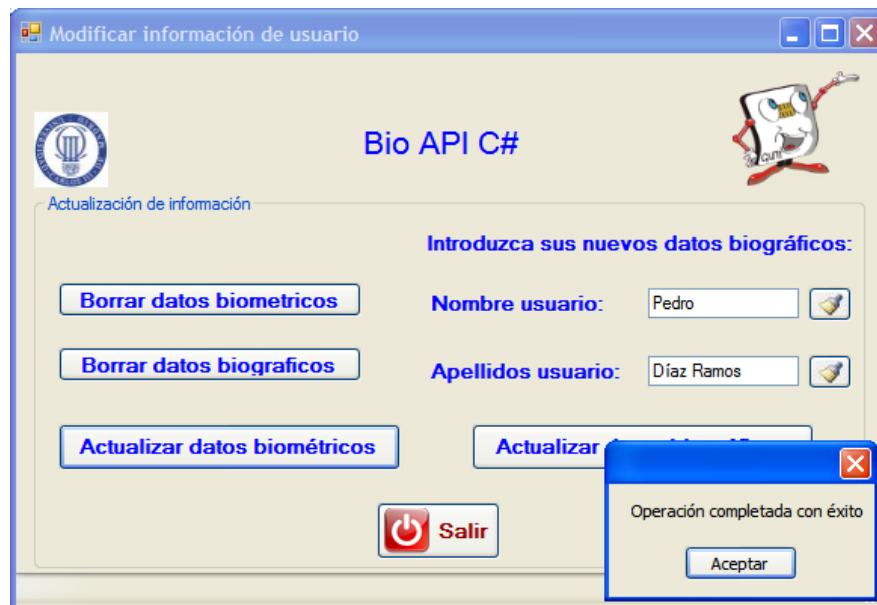 Modificar información de usuario
Bio API C#
Actualización de información
Introduzca sus nuevos datos biográficos:
Borrar datos biometricos
Nombre usuario:
Pedro
Borrar datos biograficos
Apellidos usuario:
Díaz Ramos
Actualizar datos biométricos
Actualizar
Operación completada con éxito
Salir
Aceptar